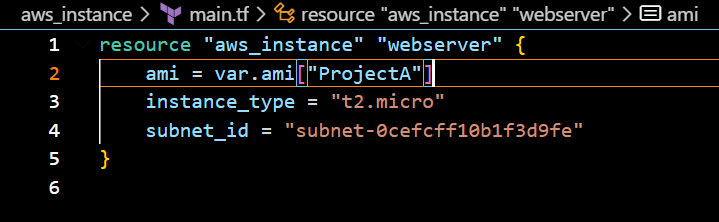 aws_instance > main.tf > resource "aws_instance" "webserver" > ami
1 resource "aws_instance" "webserver" {
2 ami = var.ami["ProjectA"]
3 instance_type = "t2.micro"
4 subnet_id = "subnet-0cefcff10b1f3d9fe"
5 }
6